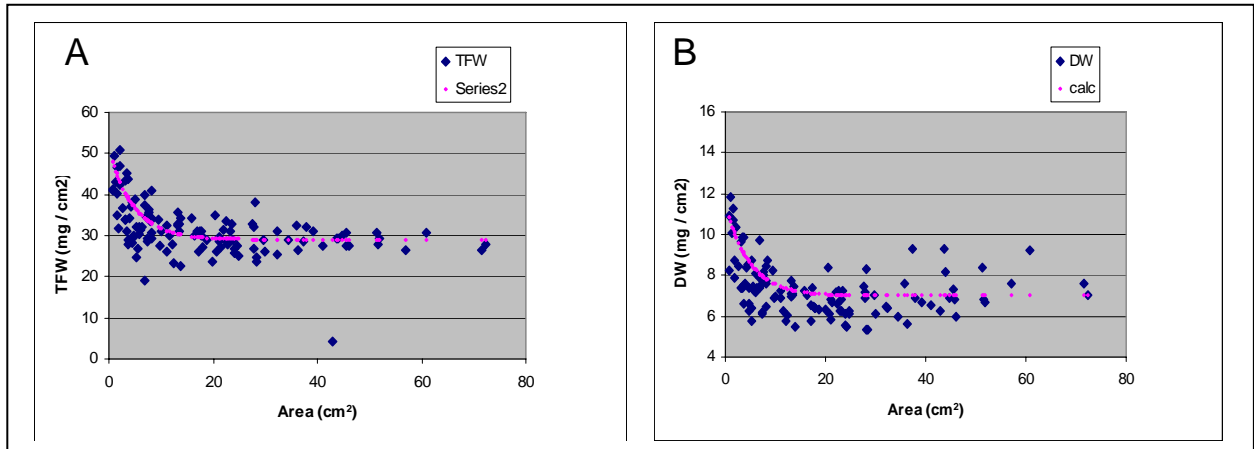 A
TFW
Series2
TFW (mg / cm2)
60
50
40
30
20
10
0
0 20 40 60 80
Area (cm²)
B
DW
calc
DW (mg / cm2)
16
14
12
10
8
6
4
0 20 40 60 80
Area (cm²)